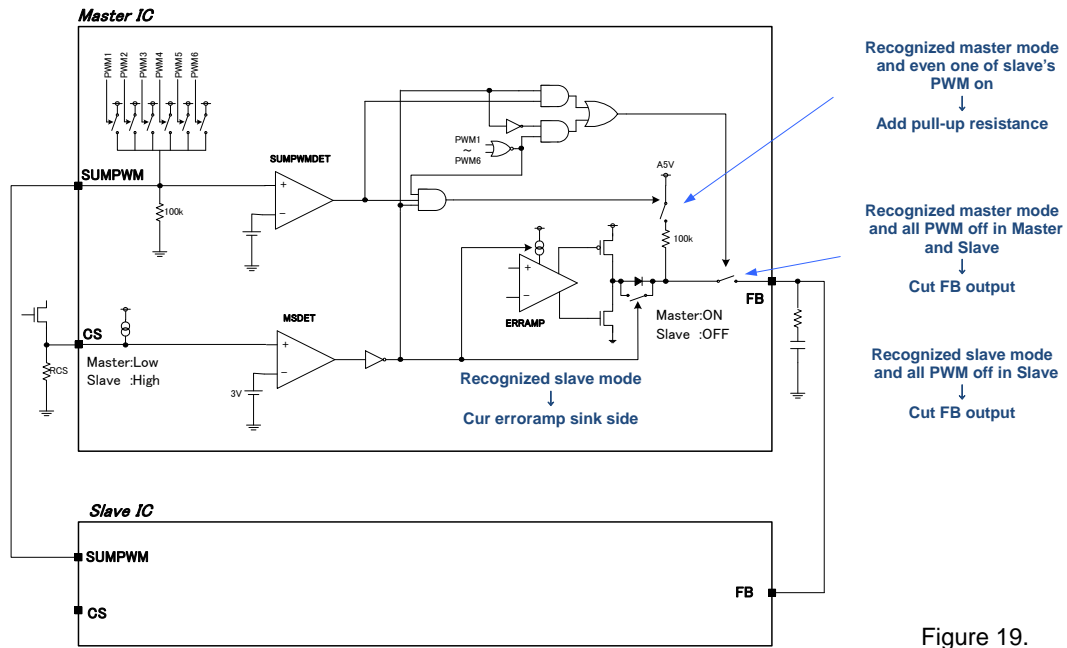 Master IC
PWM1
PWM2
PWM3
PWM4
PWM5
PWM6
SUMPWM
100k
SUMPWMDET
PWM1
～
PWM6
A5V
100k
FB
Master:ON
Slave :OFF
ERRAMP
CS
Master:Low
Slave : High
RCS
MSDET
3V
Recognized slave mode
↓
Cur erroramp sink side
Recognized master mode
and even one of slave's
PWM on
↓
Add pull-up resistance
Recognized master mode
and all PWM off in Master
and Slave
↓
Cut FB output
Recognized slave mode
and all PWM off in Slave
↓
Cut FB output
Slave IC
SUMPWM
CS
FB
Figure 19.